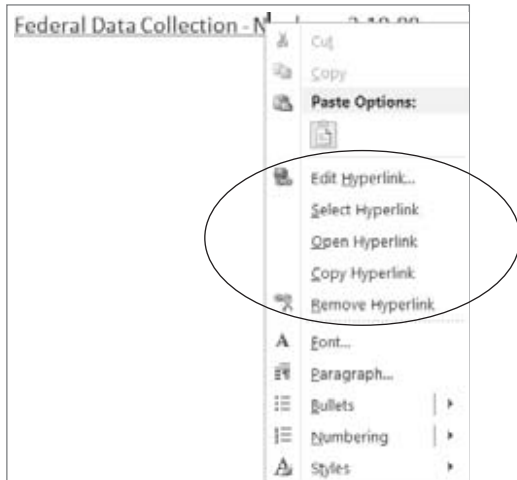 Federal Data Collection - N
Cut
Copy
Paste Options:
Edit Hyperlink...
Select Hyperlink
Open Hyperlink
Copy Hyperlink
Remove Hyperlink
Font...
Paragraph...
Bullets
Numbering
Styles